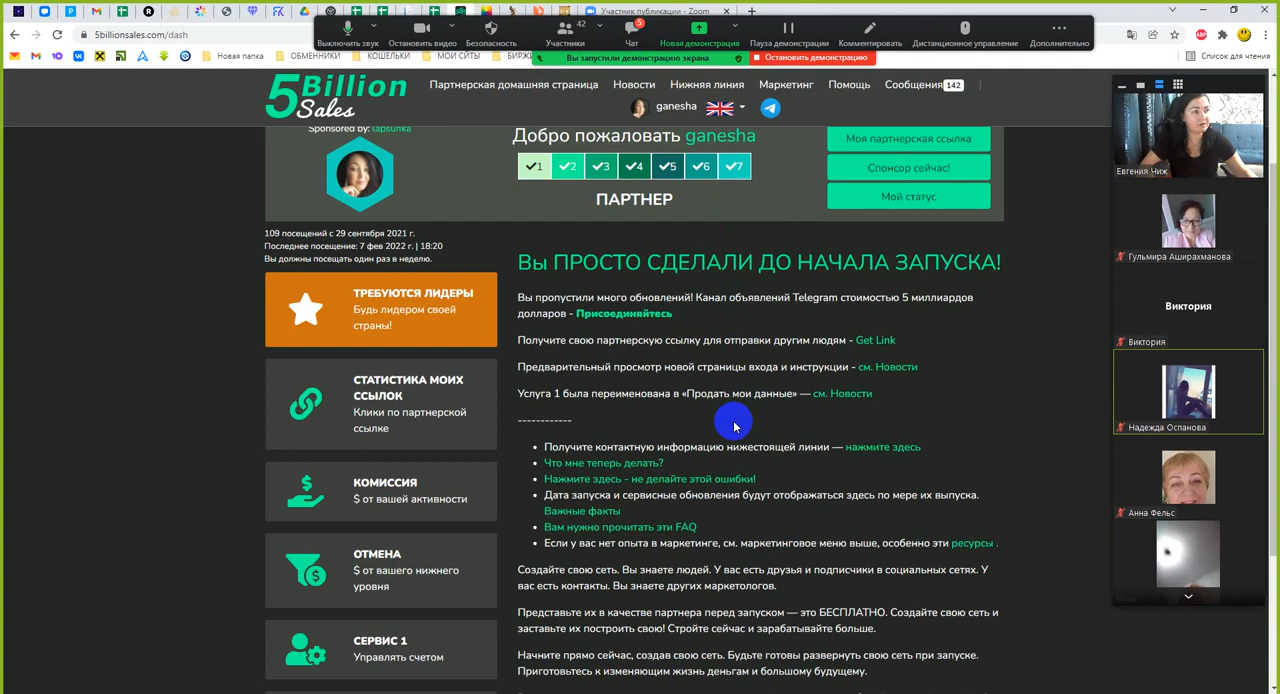 Участник публикации - Zoom
5billionsales.com/dash
Выключить звук
Остановить видео
Безопасность
42
Участники
5
Чат
Новая демонстрация
Пауза демонстрации
Комментировать
Дистанционное управление
Дополнительно
Вы запустили демонстрацию экрана
Остановить демонстрацию
Новая папка
ОБМЕННИКИ
КОШЕЛЬКИ
МОИ СЙТЫ
БИРЖИ
Список для чтения
5Billion
Sales
Партнерская домашняя страница
Новости
Нижняя линия
Маркетинг
Помощь
Сообщения 142
ganesha
Sponsored by: lapsunka
Добро пожаловать ganesha
1 2 3 4 5 6 7
ПАРТНЕР
Моя партнерская ссылка
Спонсор сейчас!
Мой статус
109 посещений с 29 сентября 2021 г.
Последнее посещение: 7 фев 2022 г. | 18:20
Вы должны посещать один раз в неделю.
ТРЕБУЮТСЯ ЛИДЕРЫ
Будь лидером своей
страны!
СТАТИСТИКА МОИХ
ССЫЛОК
Клики по партнерской
ссылке
КОМИССИЯ
$ от вашей активности
ОТМЕНА
$ от вашего нижнего
уровня
СЕРВИС 1
Управлять счетом
Вы ПРОСТО СДЕЛАЛИ ДО НАЧАЛА ЗАПУСКА!
Вы пропустили много обновлений! Канал объявлений Telegram стоимостью 5 миллиардов
долларов - Присоединяйтесь
Получите свою партнерскую ссылку для отправки другим людям - Get Link
Предварительный просмотр новой страницы входа и инструкции - см. Новости
Услуга 1 была переименована в «Продать мои данные» — см. Новости
------------
• Получите контактную информацию нижестоящей линии — нажмите здесь
• Что мне теперь делать?
• Нажмите здесь - не делайте этой ошибки!
• Дата запуска и сервисные обновления будут отображаться здесь по мере их выпуска.
Важные факты
• Вам нужно прочитать эти FAQ
• Если у вас нет опыта в маркетинге, см. маркетинговое меню выше, особенно эти ресурсы .
Создайте свою сеть. Вы знаете людей. У вас есть друзья и подписчики в социальных сетях. У
вас есть контакты. Вы знаете других маркетологов.
Представьте их в качестве партнера перед запуском — это БЕСПЛАТНО. Создайте свою сеть и
заставьте их построить свою! Стройте сейчас и зарабатывайте больше.
Начните прямо сейчас, создав свою сеть. Будьте готовы развернуть свою сеть при запуске.
Приготовьтесь к изменяющим жизнь деньгам и большому будущему.
Евгения Чиж
Гульмира Аширахманова
Виктория
Виктория
Надежда Оспанова
Анна Фельс